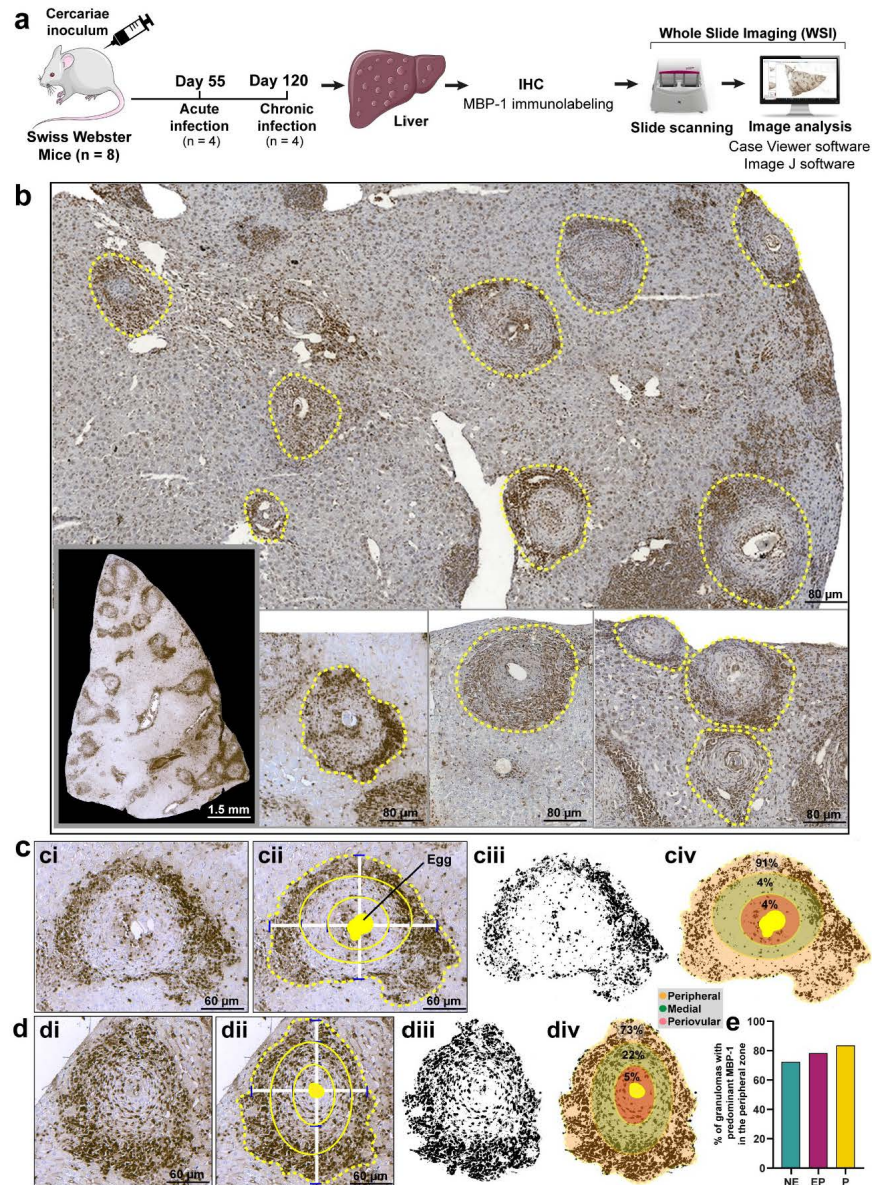 a
Cercariae
inoculum
Swiss Webster
Mice (n = 8)
Day 55
Acute
infection
(n = 4)
Day 120
Chronic
infection
(n = 4)
Liver
IHC
MBP-1 immunolabeling
Whole Slide Imaging (WSI)
Slide scanning
Image analysis
Case Viewer software
Image J software
b
80 µm
1.5 mm
80 µm
80 µm
80 µm
c
ci
60 µm
cii
Egg
60 µm
ciii
civ
91%
4%
4%
Peripheral
Medial
Periovular
d
di
60 µm
dii
60 µm
diii
div
73%
22%
5%
e
% of granulomas with
predominant MBP-1
in the peripheral zone
100
80
60
40
20
0
NE EP P